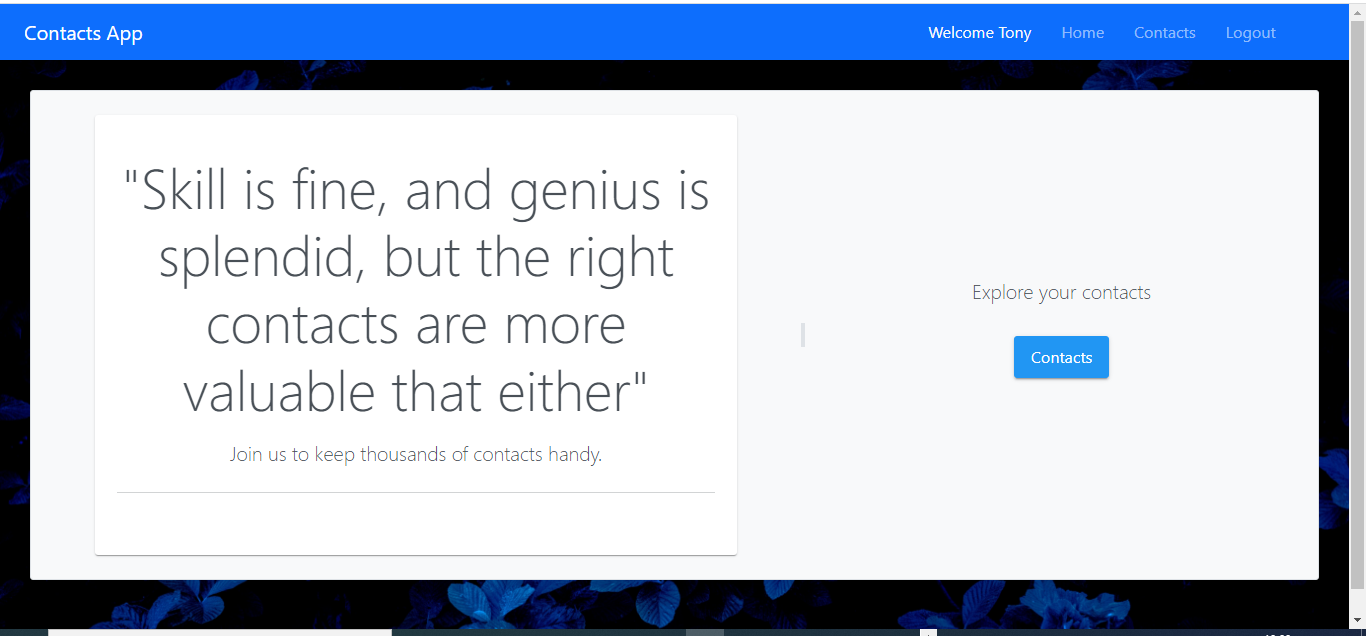 Contacts App
Welcome Tony
Home
Contacts
Logout
"Skill is fine, and genius is
splendid, but the right
contacts are more
valuable that either"
Join us to keep thousands of contacts handy.
Explore your contacts
Contacts